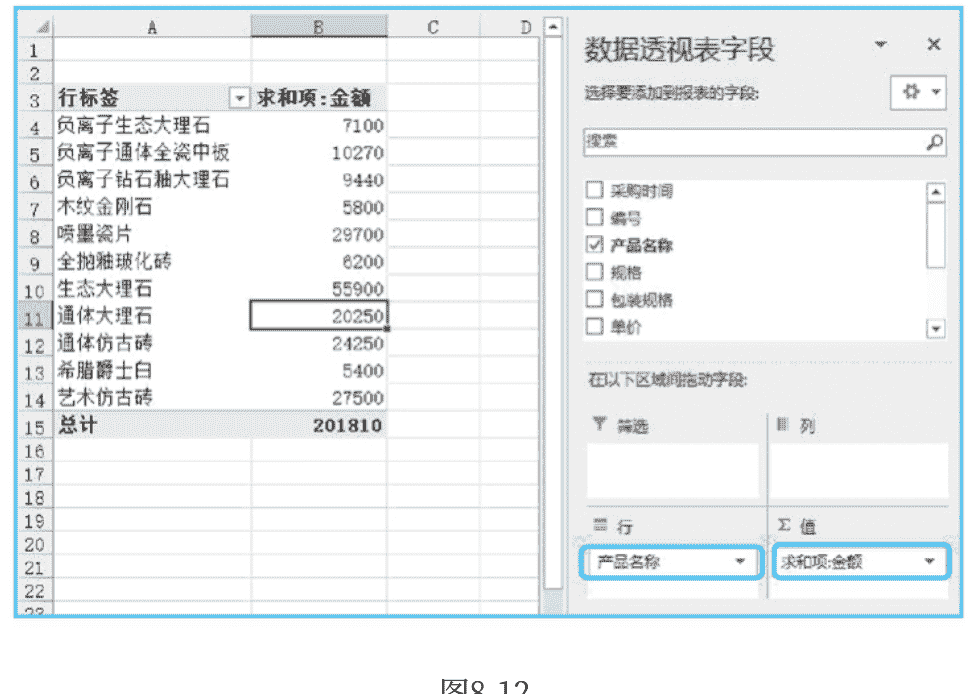 A B C D
1
2
3 行标签 求和项:金额
4 负离子生态大理石 7100
5 负离子通体全瓷中板 10270
6 负离子钻石釉大理石 9440
7 木纹金刚石 5800
8 喷墨瓷片 29700
9 全抛釉玻化砖 6200
10 生态大理石 55900
11 通体大理石 20250
12 通体仿古砖 24250
13 希腊爵士白 5400
14 艺术仿古砖 27500
15 总计 201810
16
17
18
19
20
21
22
23
数据透视表字段
选择要添加到报表的字段:
搜索
采购时间
编号
产品名称
规格
包装规格
单价
在以下区域间拖动字段:
筛选
列
行
Σ 值
产品名称
求和项:金额
图8-12